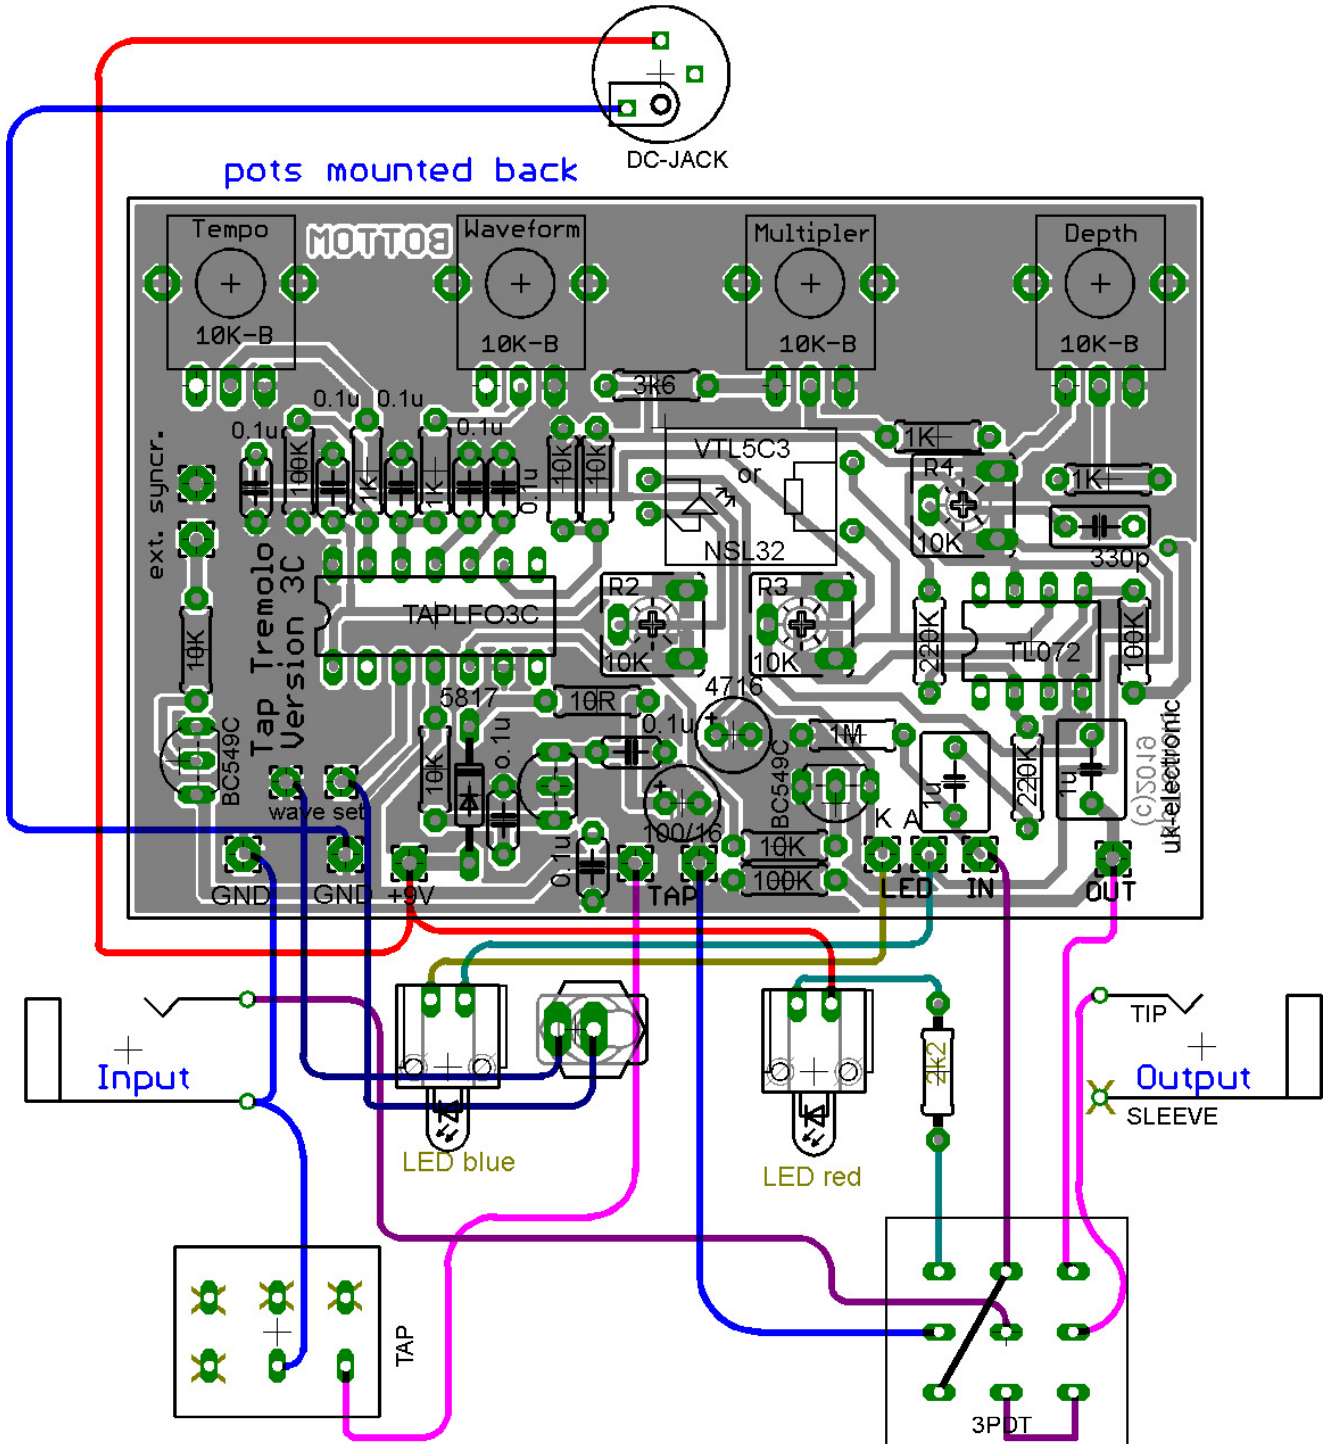 DC-JACK
pots mounted back
Tempo
BOTTOM
Waveform
Multipler
Depth
10K-B
10K-B
10K-B
10K-B
3k6
0.1u
0.1u
0.1u
0.1u
0.1u
100K
1K
1K
10K
10K
VTL5C3
or
NSL32
1K
R4
10K
1K
330p
ext. syncr.
Tap Tremolo
Version 3C
TAPLFO3C
R2
10K
R3
10K
220K
TL072
100K
10K
BC549C
5817
10R
4716
0.1u
0.1u
10K
o.1u
100/16
1M
BC549C
1u
220K
1u
(c)2019
uk-electronic
wave set
K A
10K
100K
GND
GND
+9V
TAP
LED
IN
OUT
Input
TIP
Output
SLEEVE
2k2
LED blue
LED red
TAP
3PDT